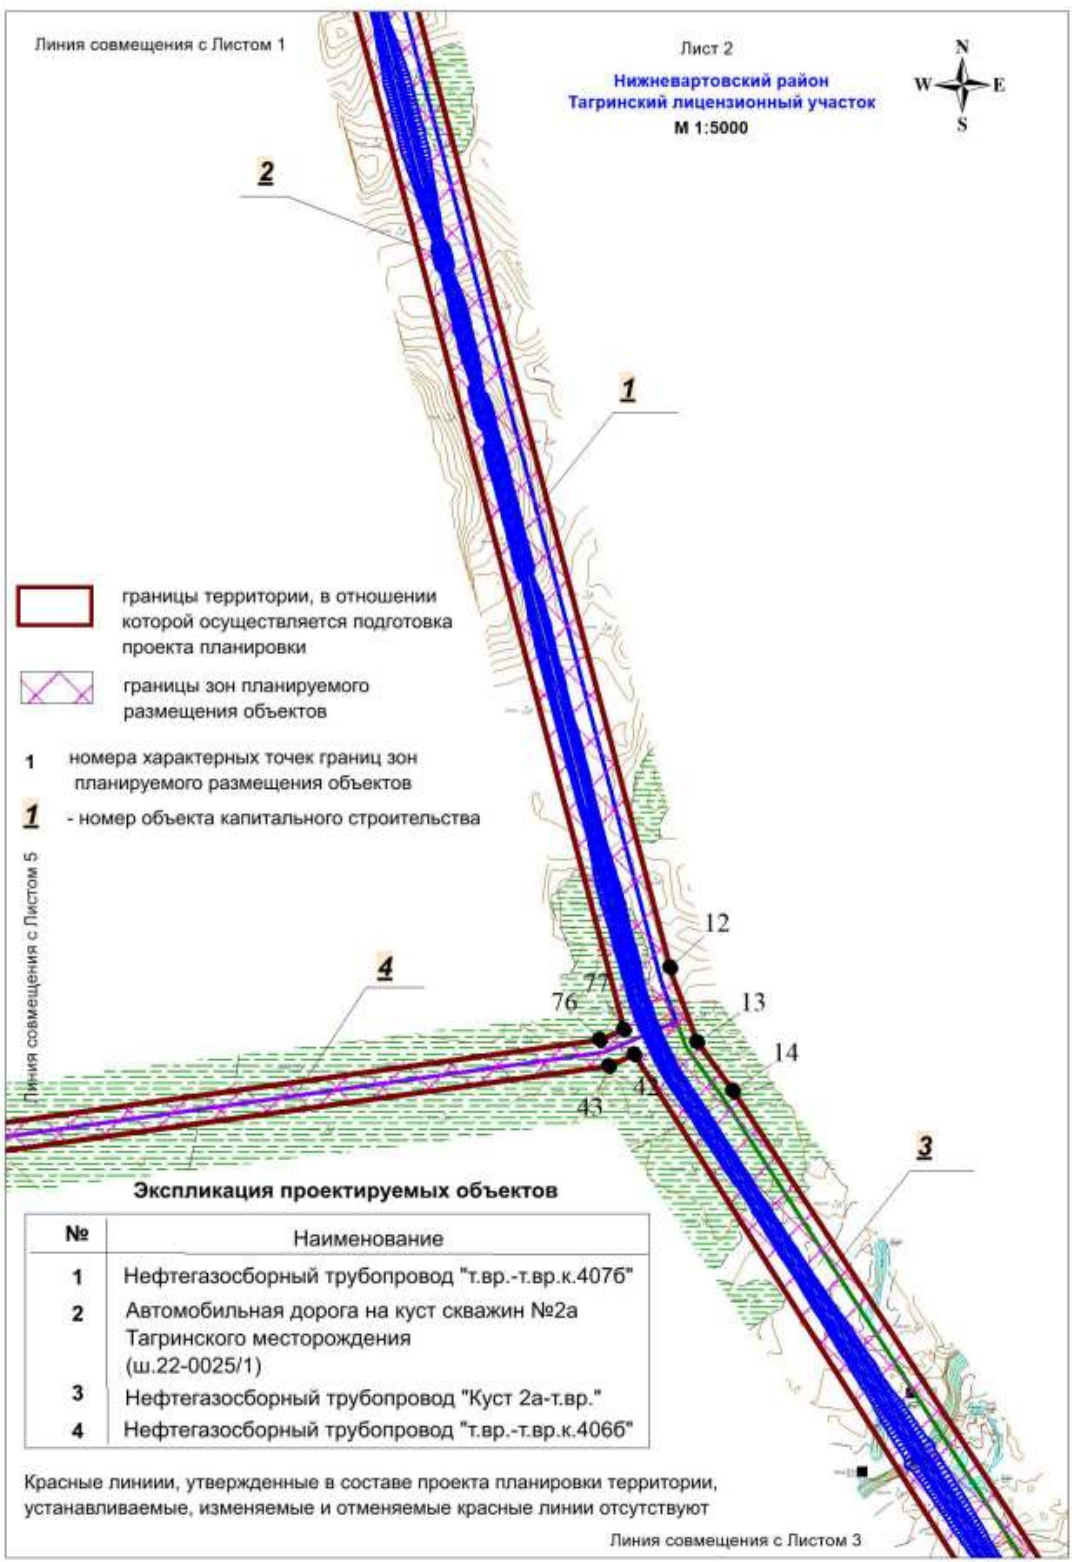 Линия совмещения с Листом 1
Лист 2
Нижневартовский район
Тагринский лицензионный участок
М 1:5000
N
W
E
S
2
1
границы территории, в отношении
которой осуществляется подготовка
проекта планировки
границы зон планируемого
размещения объектов
1 номера характерных точек границ зон
планируемого размещения объектов
1 - номер объекта капитального строительства
Линия совмещения с Листом 5
12
4
77
76
13
14
42
43
3
Экспликация проектируемых объектов
№ Наименование
1 Нефтегазосборный трубопровод "т.вр.-т.вр.к.407б"
2 Автомобильная дорога на куст скважин №2а
Тагринского месторождения
(ш.22-0025/1)
3 Нефтегазосборный трубопровод "Куст 2а-т.вр."
4 Нефтегазосборный трубопровод "т.вр.-т.вр.к.406б"
Красные линиии, утвержденные в составе проекта планировки территории,
устанавливаемые, изменяемые и отменяемые красные линии отсутствуют
Линия совмещения с Листом 3